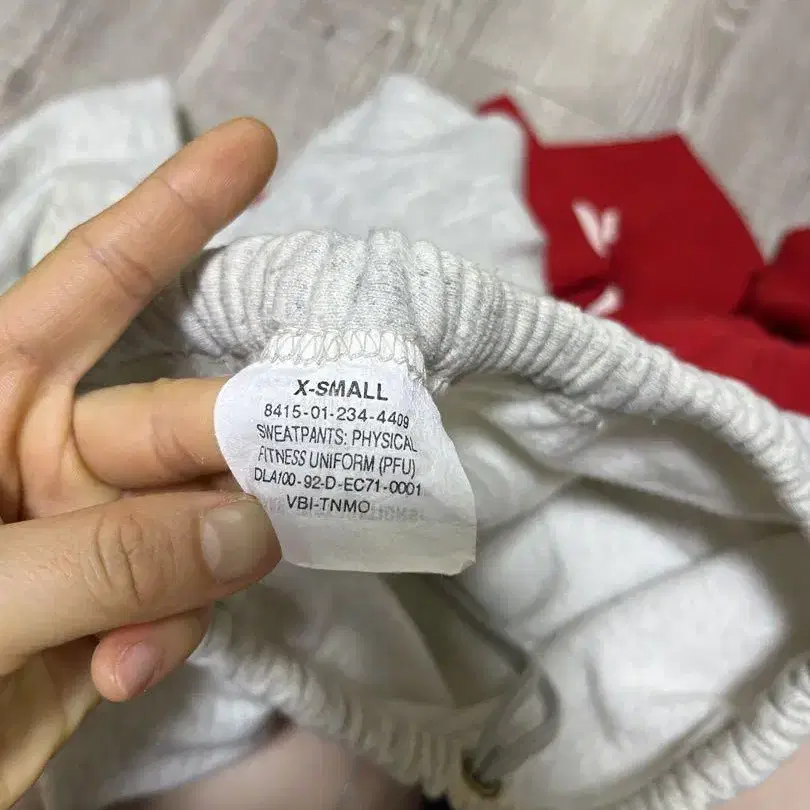 X-SMALL
8415-01-234-4409
SWEATPANTS: PHYSICAL
FITNESS UNIFORM (PFU)
DLA100-92-D-EC71-0001
VBI-TNMO